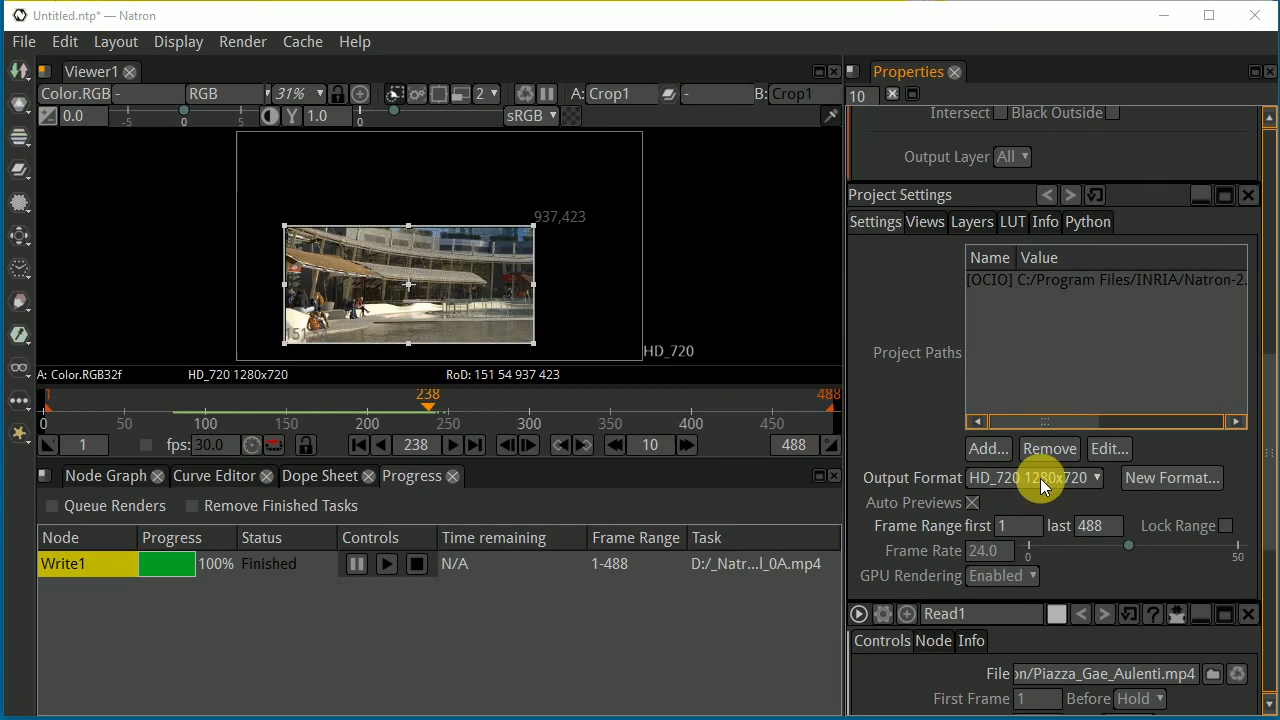 Untitled.ntp* — Natron
File Edit Layout Display Render Cache Help
Viewer1
Color.RGB - RGB 31% 2 A: Crop1 - B: Crop1
0.0 -5 0 5 Y 1.0 0 sRGB
937,423
HD_720
A: Color.RGB32f HD_720 1280x720 RoD: 151 54 937 423
1 238 488
0 50 100 150 200 250 300 350 400 450
1 fps: 30.0 238 10 488
Node Graph Curve Editor Dope Sheet Progress
Queue Renders Remove Finished Tasks
Node Progress Status Controls Time remaining Frame Range Task
Write1 100% Finished N/A 1-488 D:/_Natr...l_0A.mp4
Properties
10
Intersect Black Outside
Output Layer All
Project Settings
Settings Views Layers LUT Info Python
Name Value
[OCIO] C:/Program Files/INRIA/Natron-2.
Project Paths
Add... Remove Edit...
Output Format HD_720 1280x720 New Format...
Auto Previews
Frame Range first 1 last 488 Lock Range
Frame Rate 24.0 0 50
GPU Rendering Enabled
Read1
Controls Node Info
File on/Piazza_Gae_Aulenti.mp4
First Frame 1 Before Hold